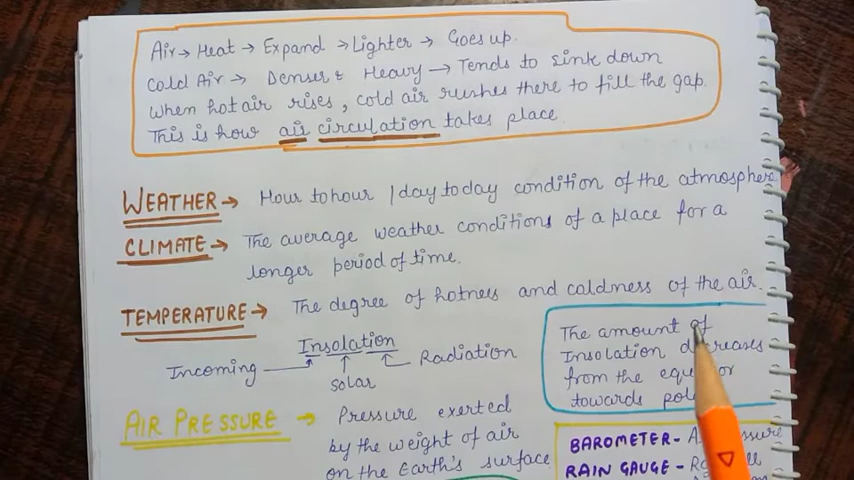 Air → Heat → Expand → Lighter → Goes up.
Cold Air → Denser & Heavy → Tends to sink down
When hot air rises, cold air rushes there to fill the gap.
This is how air circulation takes place.
WEATHER → Hour to hour / day to day condition of the atmosphere
CLIMATE → The average weather conditions of a place for a
longer period of time.
TEMPERATURE → The degree of hotness and coldness of the air.
Insolation
Incoming
solar
Radiation
The amount of
Insolation decreases
from the
towards
AIR PRESSURE → Pressure exerted
by the weight of air
on the Earth's surface
BAROMETER -
RAIN GAUGE -